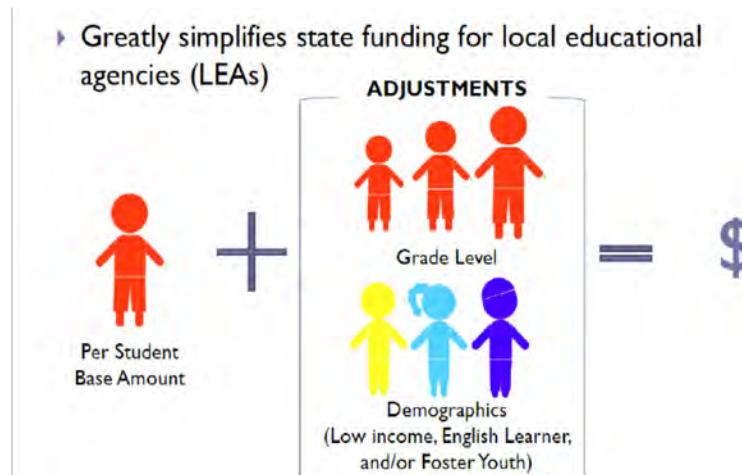 Greatly simplifies state funding for local educational
agencies (LEAs)
ADJUSTMENTS
Grade Level
+
=
$
Per Student
Base Amount
Demographics
(Low income, English Learner,
and/or Foster Youth)